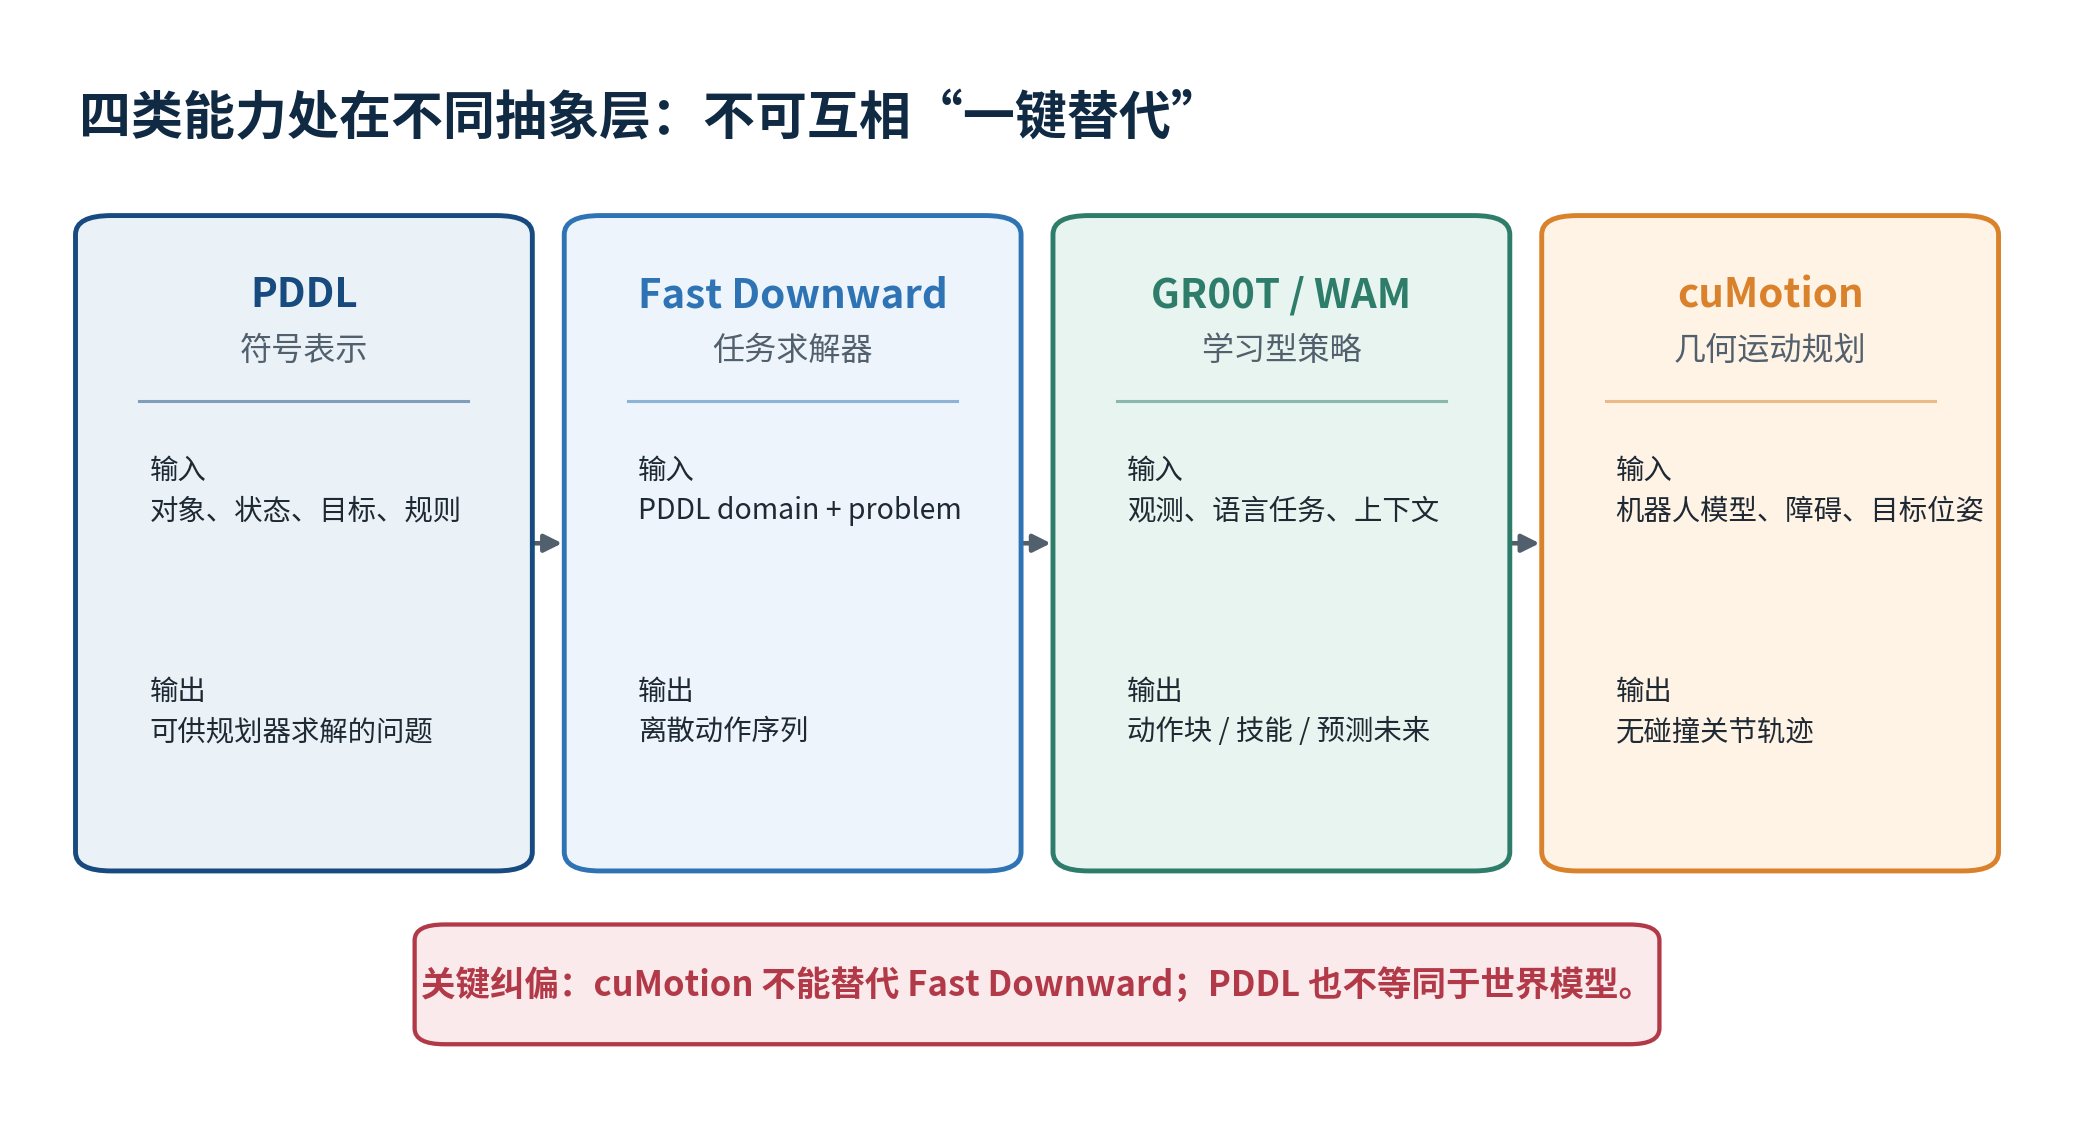 四类能力处在不同抽象层：不可互相“一键替代”
PDDL
符号表示
输入
对象、状态、目标、规则
输出
可供规划器求解的问题
Fast Downward
任务求解器
输入
PDDL domain + problem
输出
离散动作序列
GR00T / WAM
学习型策略
输入
观测、语言任务、上下文
输出
动作块 / 技能 / 预测未来
cuMotion
几何运动规划
输入
机器人模型、障碍、目标位姿
输出
无碰撞关节轨迹
关键纠偏：cuMotion 不能替代 Fast Downward；PDDL 也不等同于世界模型。